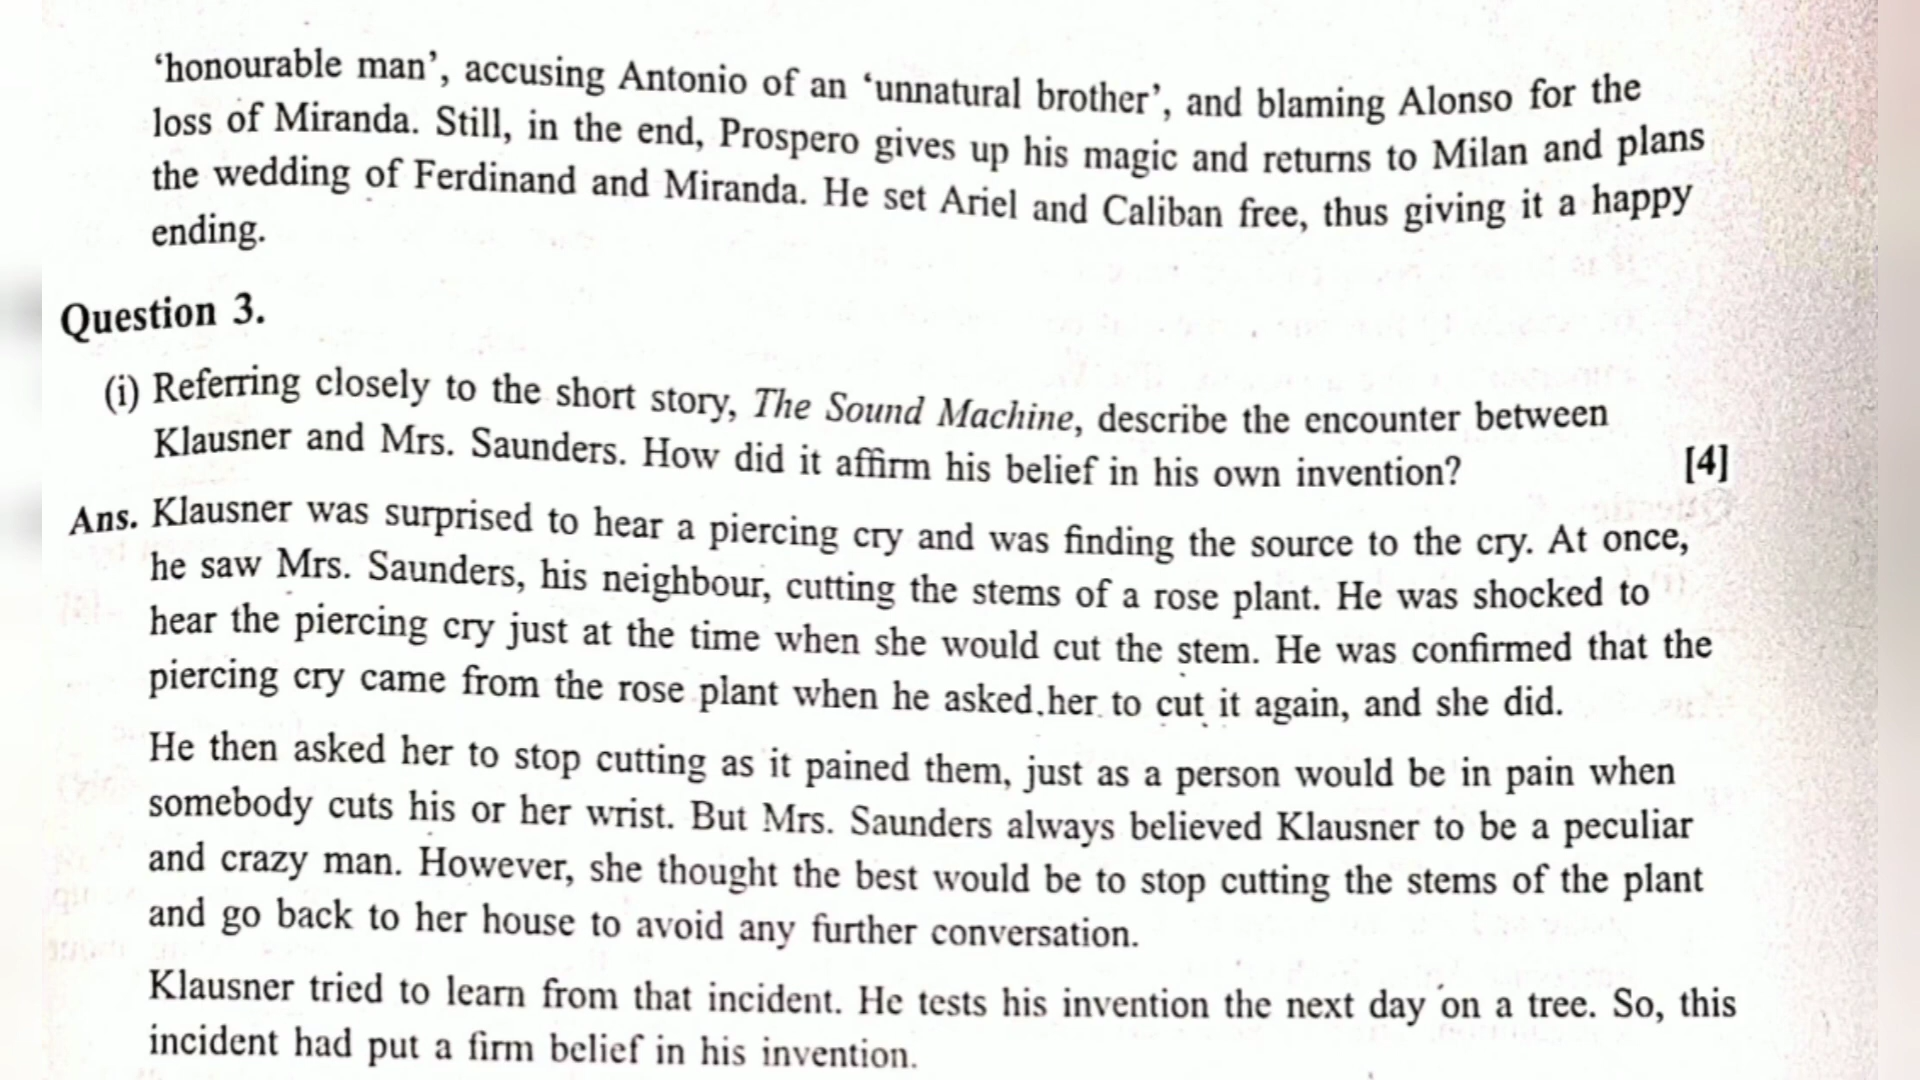 ‘honourable man’, accusing Antonio of an ‘unnatural brother’, and blaming Alonso for the
loss of Miranda. Still, in the end, Prospero gives up his magic and returns to Milan and plans
the wedding of Ferdinand and Miranda. He set Ariel and Caliban free, thus giving it a happy
ending.
Question 3.
(i) Referring closely to the short story, The Sound Machine, describe the encounter between
Klausner and Mrs. Saunders. How did it affirm his belief in his own invention? [4]
Ans. Klausner was surprised to hear a piercing cry and was finding the source to the cry. At once,
he saw Mrs. Saunders, his neighbour, cutting the stems of a rose plant. He was shocked to
hear the piercing cry just at the time when she would cut the stem. He was confirmed that the
piercing cry came from the rose plant when he asked her to cut it again, and she did.
He then asked her to stop cutting as it pained them, just as a person would be in pain when
somebody cuts his or her wrist. But Mrs. Saunders always believed Klausner to be a peculiar
and crazy man. However, she thought the best would be to stop cutting the stems of the plant
and go back to her house to avoid any further conversation.
Klausner tried to learn from that incident. He tests his invention the next day on a tree. So, this
incident had put a firm belief in his invention.